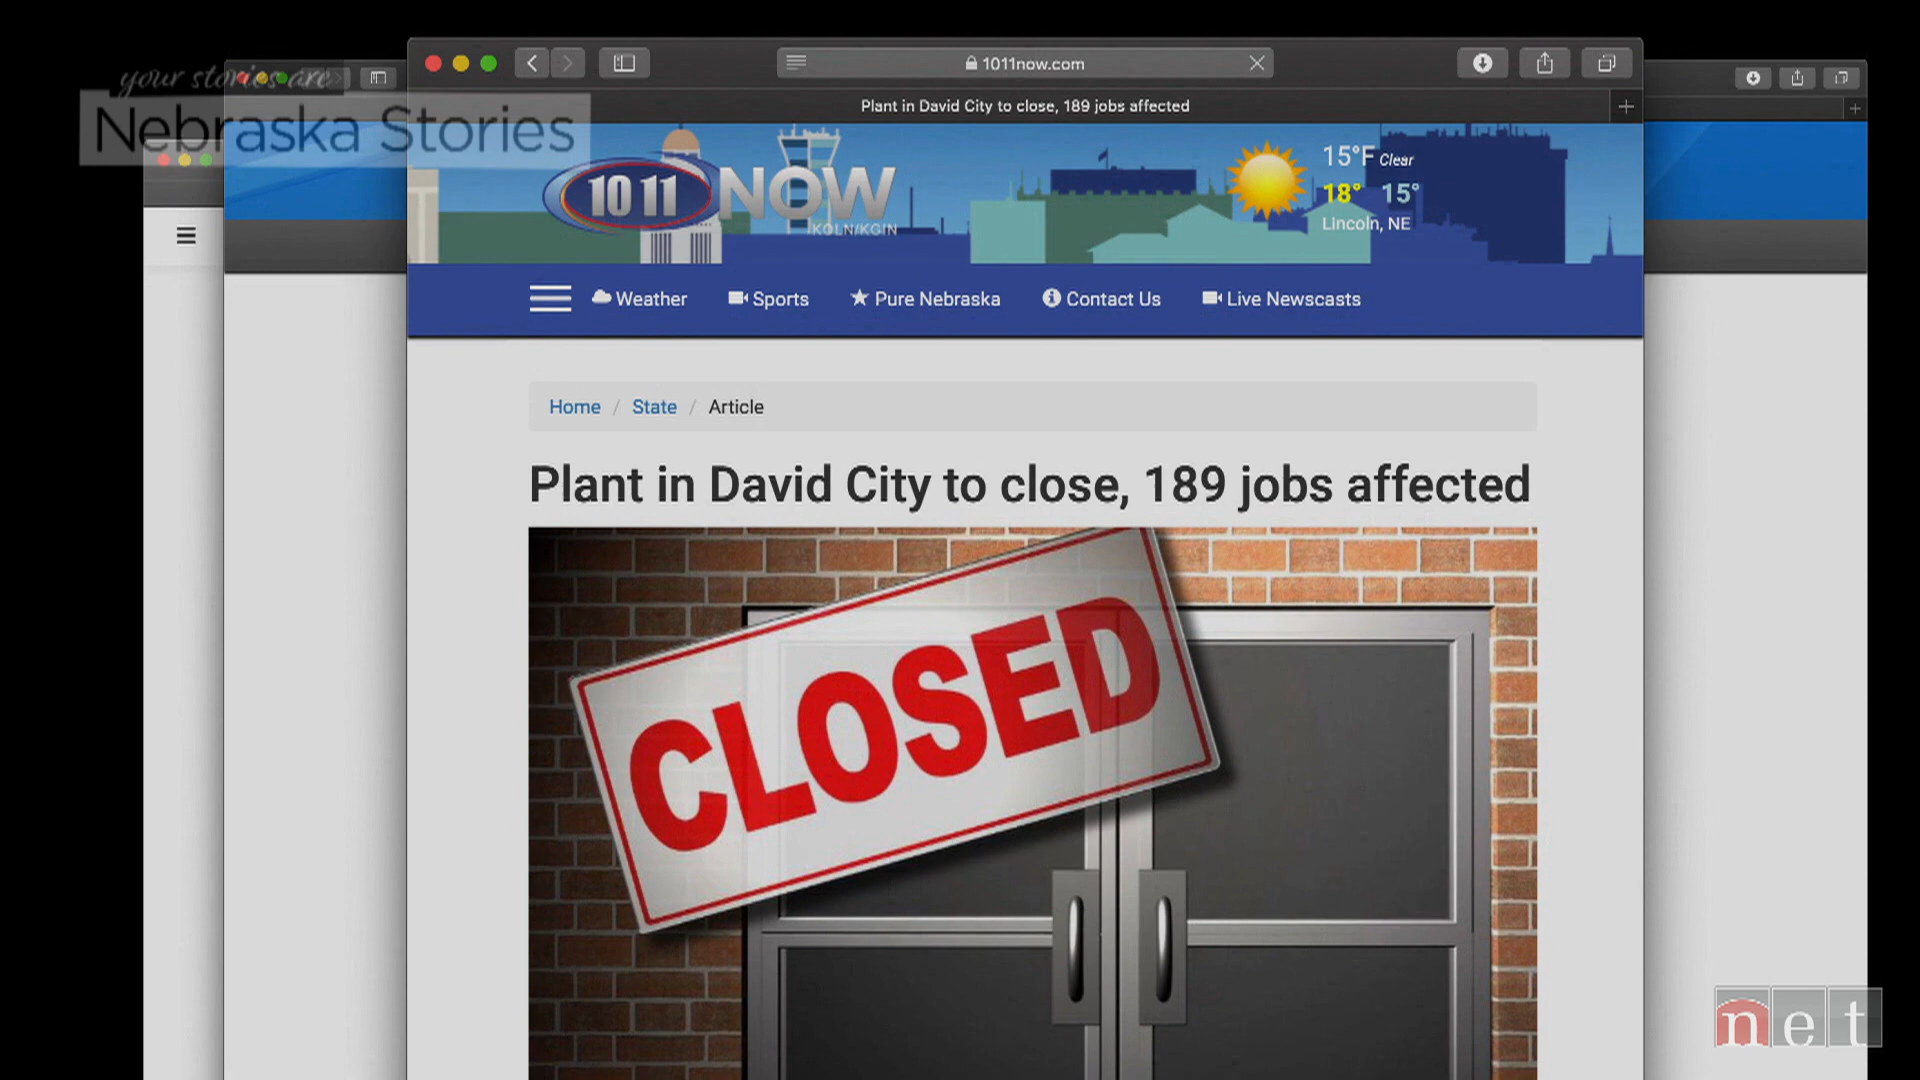 your stories are
Nebraska Stories
1011now.com
Plant in David City to close, 189 jobs affected
10 11 NOW
KOLN/KGIN
15°F Clear
18° 15°
Lincoln, NE
Weather Sports Pure Nebraska Contact Us Live Newscasts
Home / State / Article
Plant in David City to close, 189 jobs affected
CLOSED
net